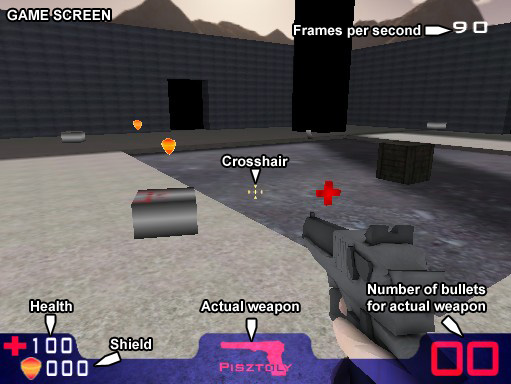 GAME SCREEN
Frames per second
90
Crosshair
Health
Shield
Actual weapon
Number of bullets
for actual weapon
100
000
Pisztoly
00